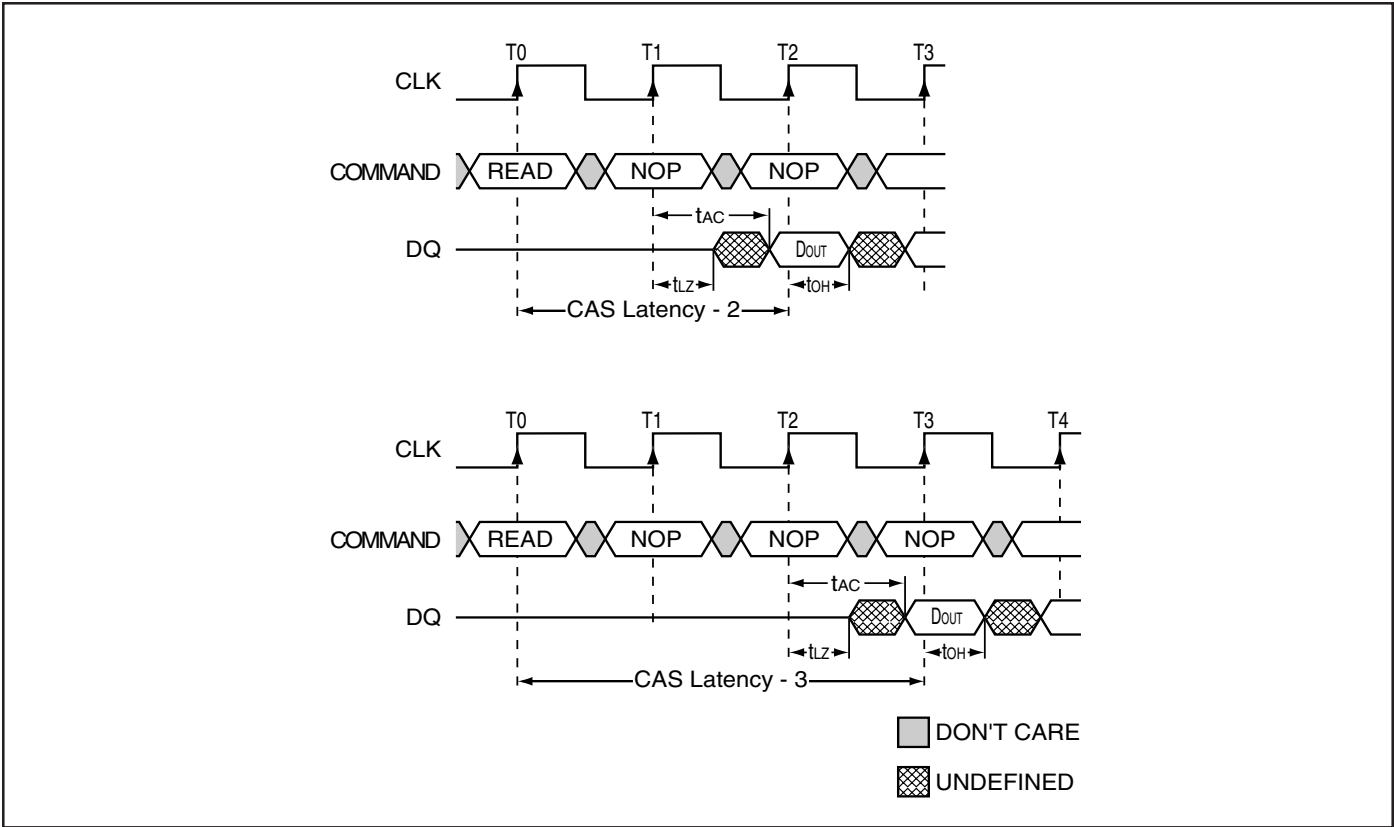 T0 T1 T2 T3
CLK
COMMAND READ NOP NOP
tAC
DQ DOUT
tLZ tOH
CAS Latency - 2
T0 T1 T2 T3 T4
CLK
COMMAND READ NOP NOP NOP
tAC
DQ DOUT
tLZ tOH
CAS Latency - 3
DON'T CARE
UNDEFINED